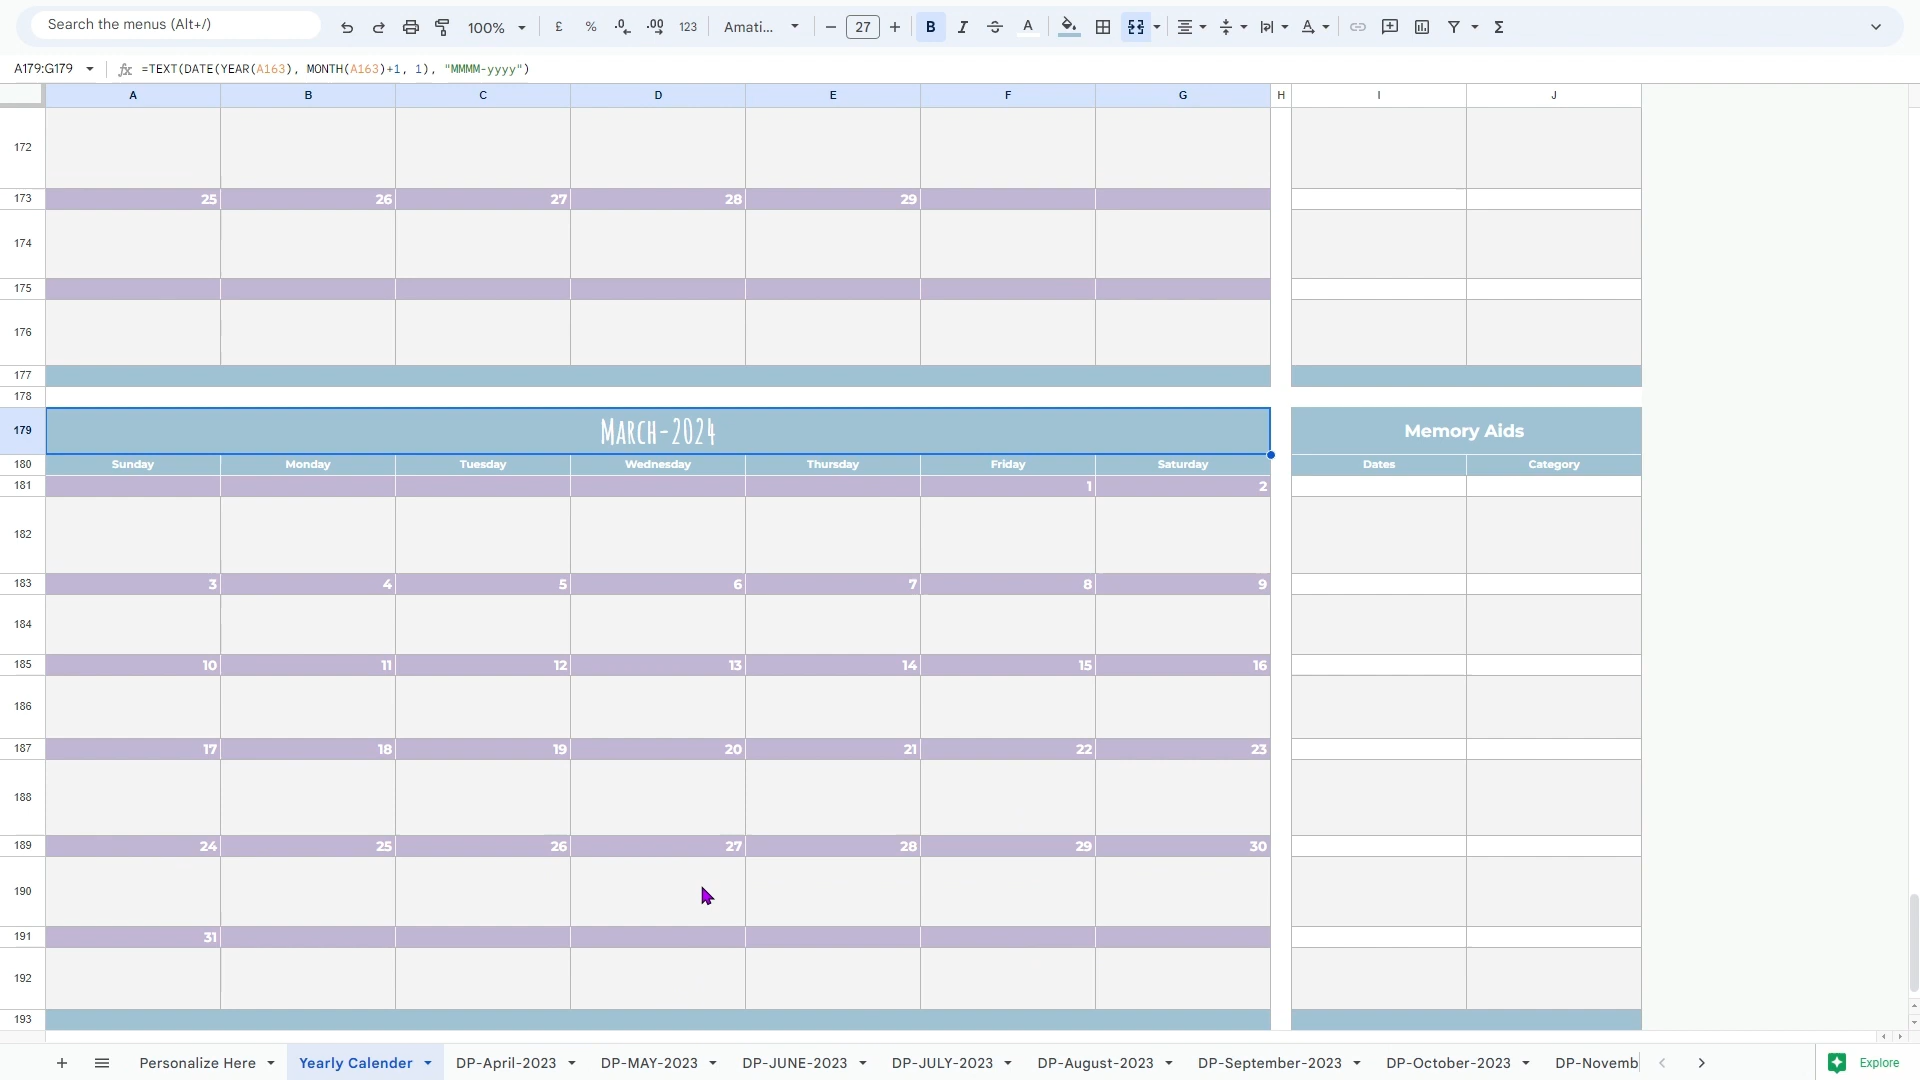 Search the menus (Alt+/) 100% £ % .0 .00 123 Amati... − 27 + B I S A Σ
A179:G179 fx =TEXT(DATE(YEAR(A163), MONTH(A163)+1, 1), "MMMM-yyyy")
A B C D E F G H I J
172
173 25 26 27 28 29
174
175
176
177
178
179 March-2024 Memory Aids
180 Sunday Monday Tuesday Wednesday Thursday Friday Saturday Dates Category
181 1 2
182
183 3 4 5 6 7 8 9
184
185 10 11 12 13 14 15 16
186
187 17 18 19 20 21 22 23
188
189 24 25 26 27 28 29 30
190
191 31
192
193
+ Personalize Here Yearly Calender DP-April-2023 DP-MAY-2023 DP-JUNE-2023 DP-JULY-2023 DP-August-2023 DP-September-2023 DP-October-2023 DP-Novemb Explore